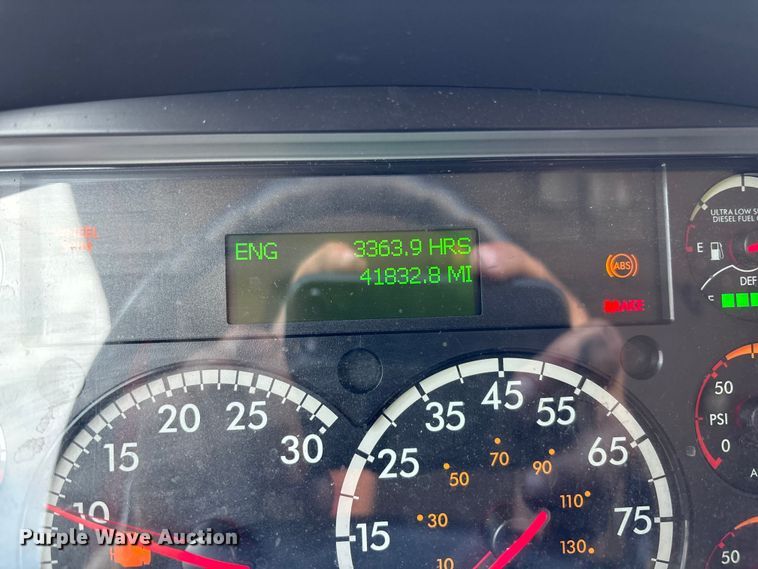 ENG 3363.9 HRS
41832.8 MI
ABS
BRAKE
ULTRA LOW
DIESEL FUEL
E
DEF
10 15 20 25 30
15 25 35 45 55 65 75
10 30 50 70 90 110 130
50
PSI
0
50
Purple Wave Auction